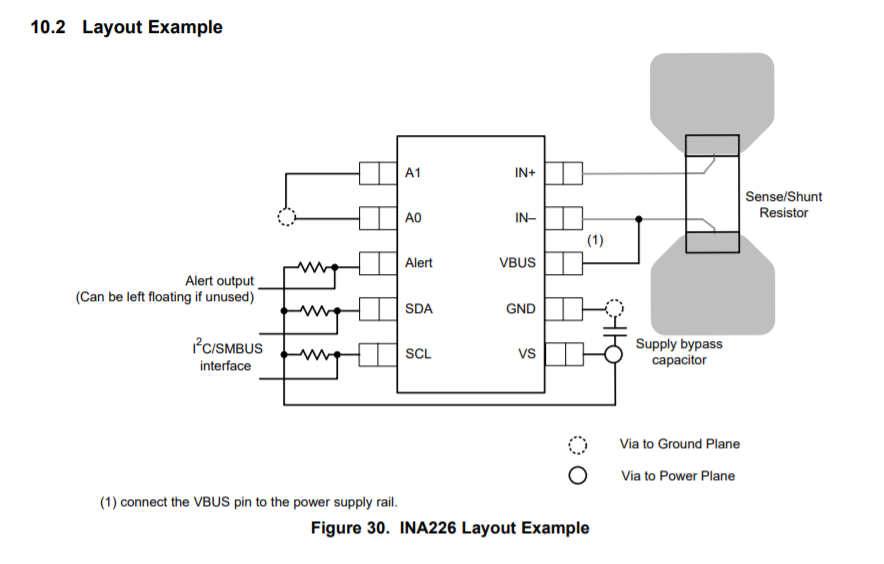 10.2 Layout Example
A1
IN+
Sense/Shunt
Resistor
A0
IN–
(1)
Alert
VBUS
Alert output
(Can be left floating if unused)
SDA
GND
I²C/SMBUS
interface
SCL
VS
Supply bypass
capacitor
Via to Ground Plane
Via to Power Plane
(1) connect the VBUS pin to the power supply rail.
Figure 30. INA226 Layout Example